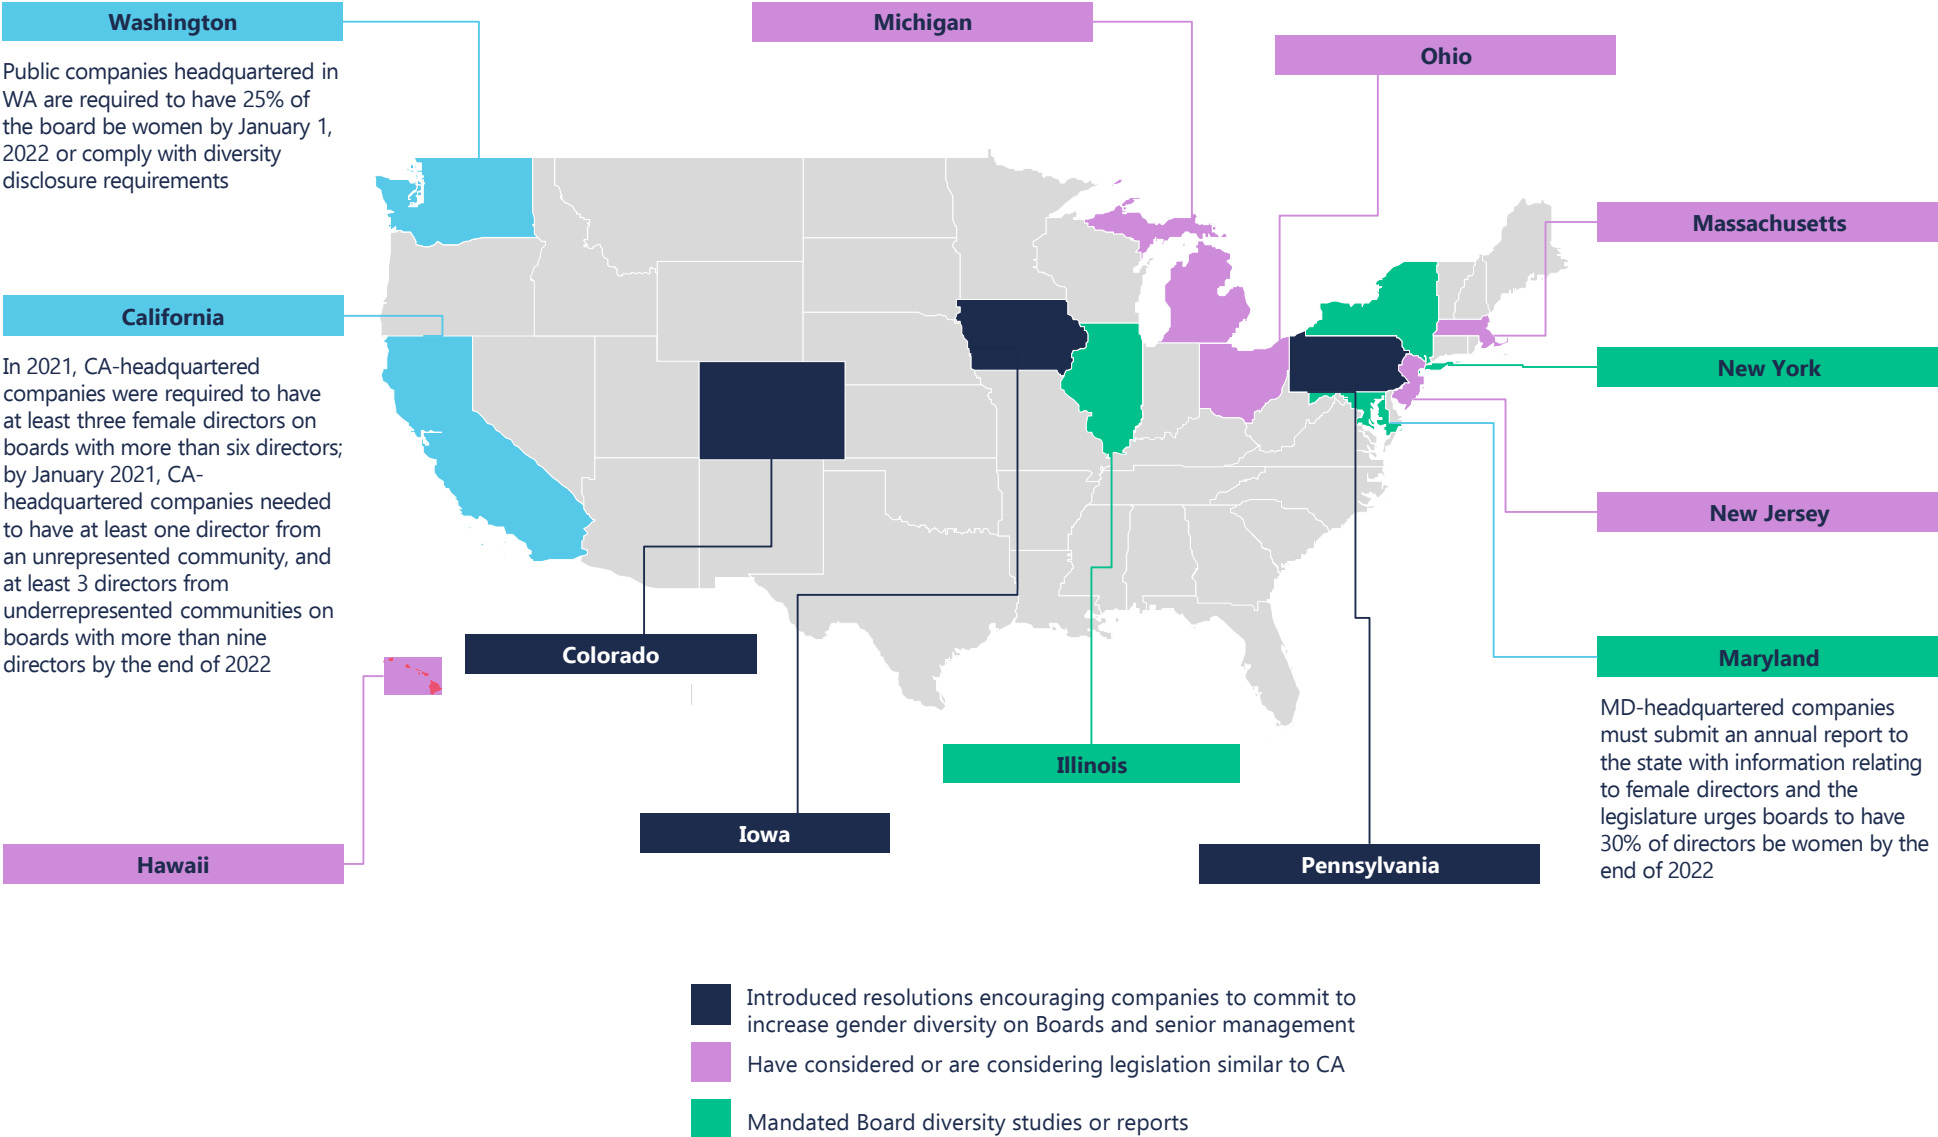 Washington
Public companies headquartered in
WA are required to have 25% of
the board be women by January 1,
2022 or comply with diversity
disclosure requirements
Michigan
Ohio
California
In 2021, CA-headquartered
companies were required to have
at least three female directors on
boards with more than six directors;
by January 2021, CA-
headquartered companies needed
to have at least one director from
an unrepresented community, and
at least 3 directors from
underrepresented communities on
boards with more than nine
directors by the end of 2022
Massachusetts
New York
New Jersey
Maryland
MD-headquartered companies
must submit an annual report to
the state with information relating
to female directors and the
legislature urges boards to have
30% of directors be women by the
end of 2022
Colorado
Illinois
Iowa
Pennsylvania
Hawaii
Introduced resolutions encouraging companies to commit to
increase gender diversity on Boards and senior management
Have considered or are considering legislation similar to CA
Mandated Board diversity studies or reports